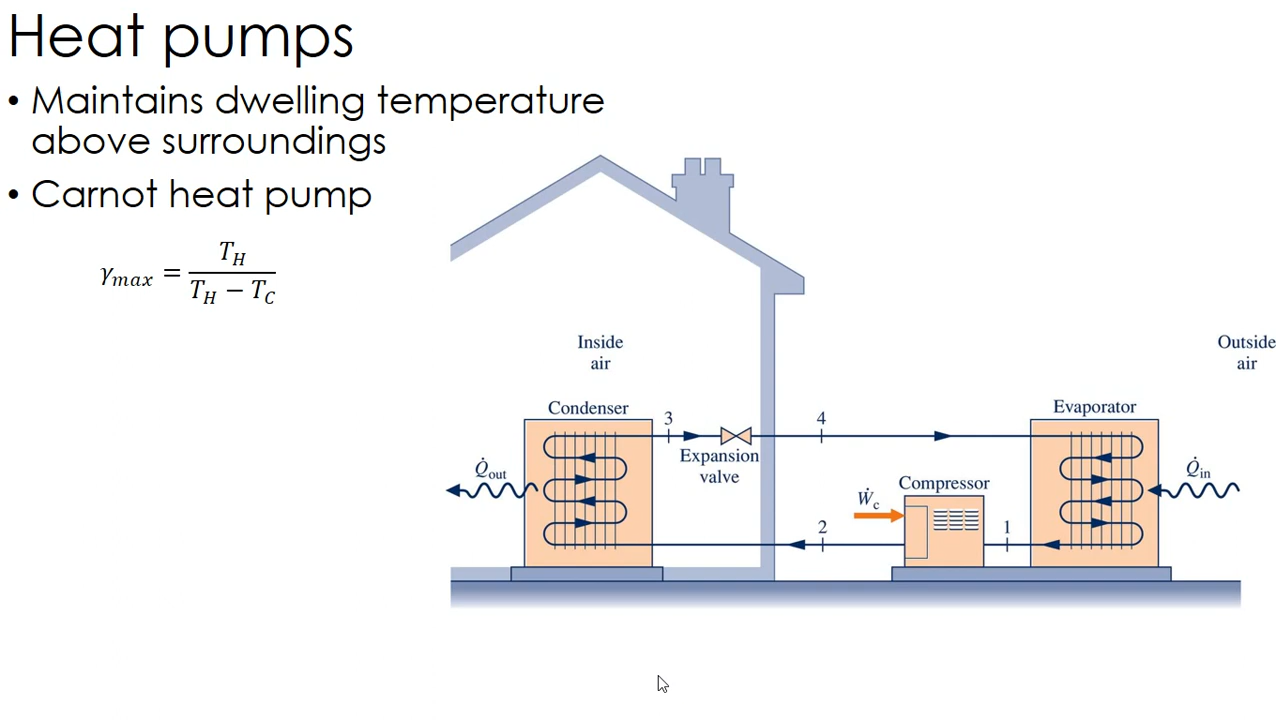 Heat pumps
• Maintains dwelling temperature
above surroundings
• Carnot heat pump
γmax = TH / (TH − TC)
Inside
air
Outside
air
Condenser
3
Expansion
valve
4
Evaporator
Q̇out
Q̇in
Compressor
Ẇc
2
1